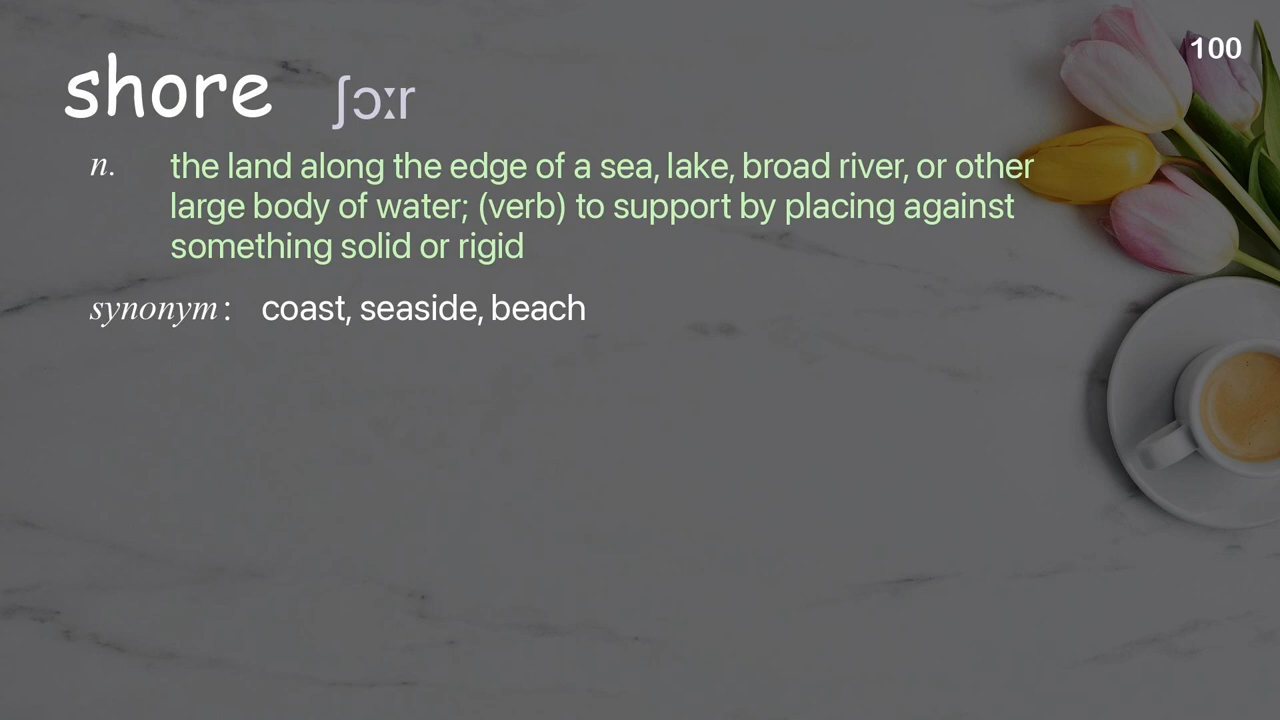 100
shore ʃɔːr
n. the land along the edge of a sea, lake, broad river, or other
large body of water; (verb) to support by placing against
something solid or rigid
synonym: coast, seaside, beach